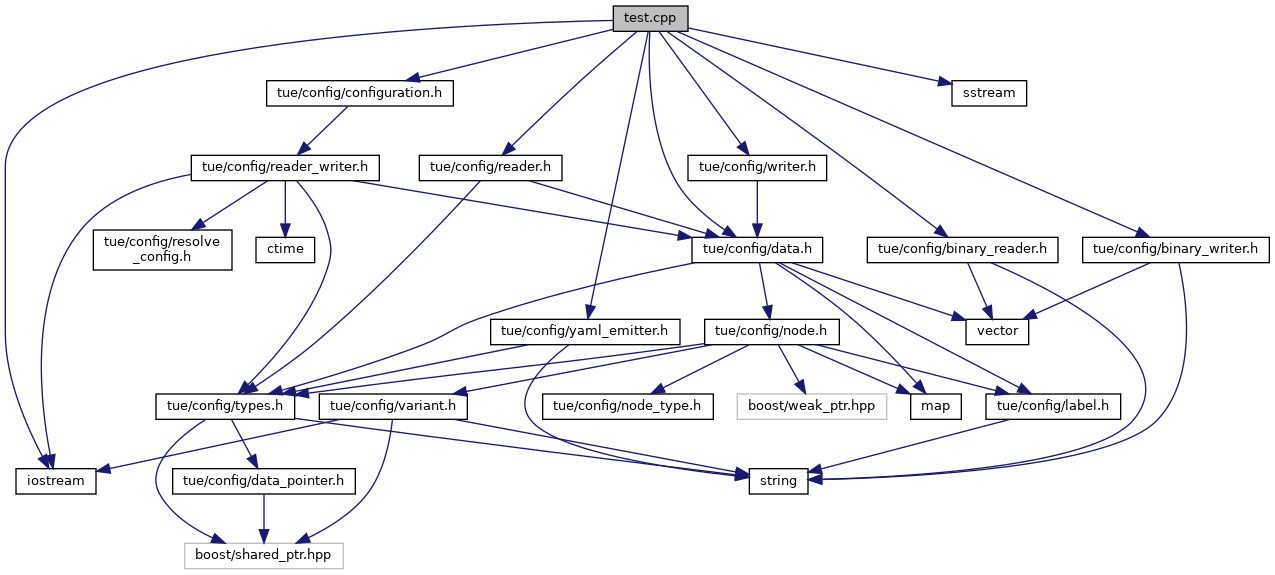 test.cpp
tue/config/configuration.h
sstream
tue/config/reader_writer.h
tue/config/reader.h
tue/config/writer.h
tue/config/resolve
_config.h
ctime
tue/config/data.h
tue/config/binary_reader.h
tue/config/binary_writer.h
tue/config/yaml_emitter.h
tue/config/node.h
vector
tue/config/types.h
tue/config/variant.h
tue/config/node_type.h
boost/weak_ptr.hpp
map
tue/config/label.h
iostream
tue/config/data_pointer.h
string
boost/shared_ptr.hpp